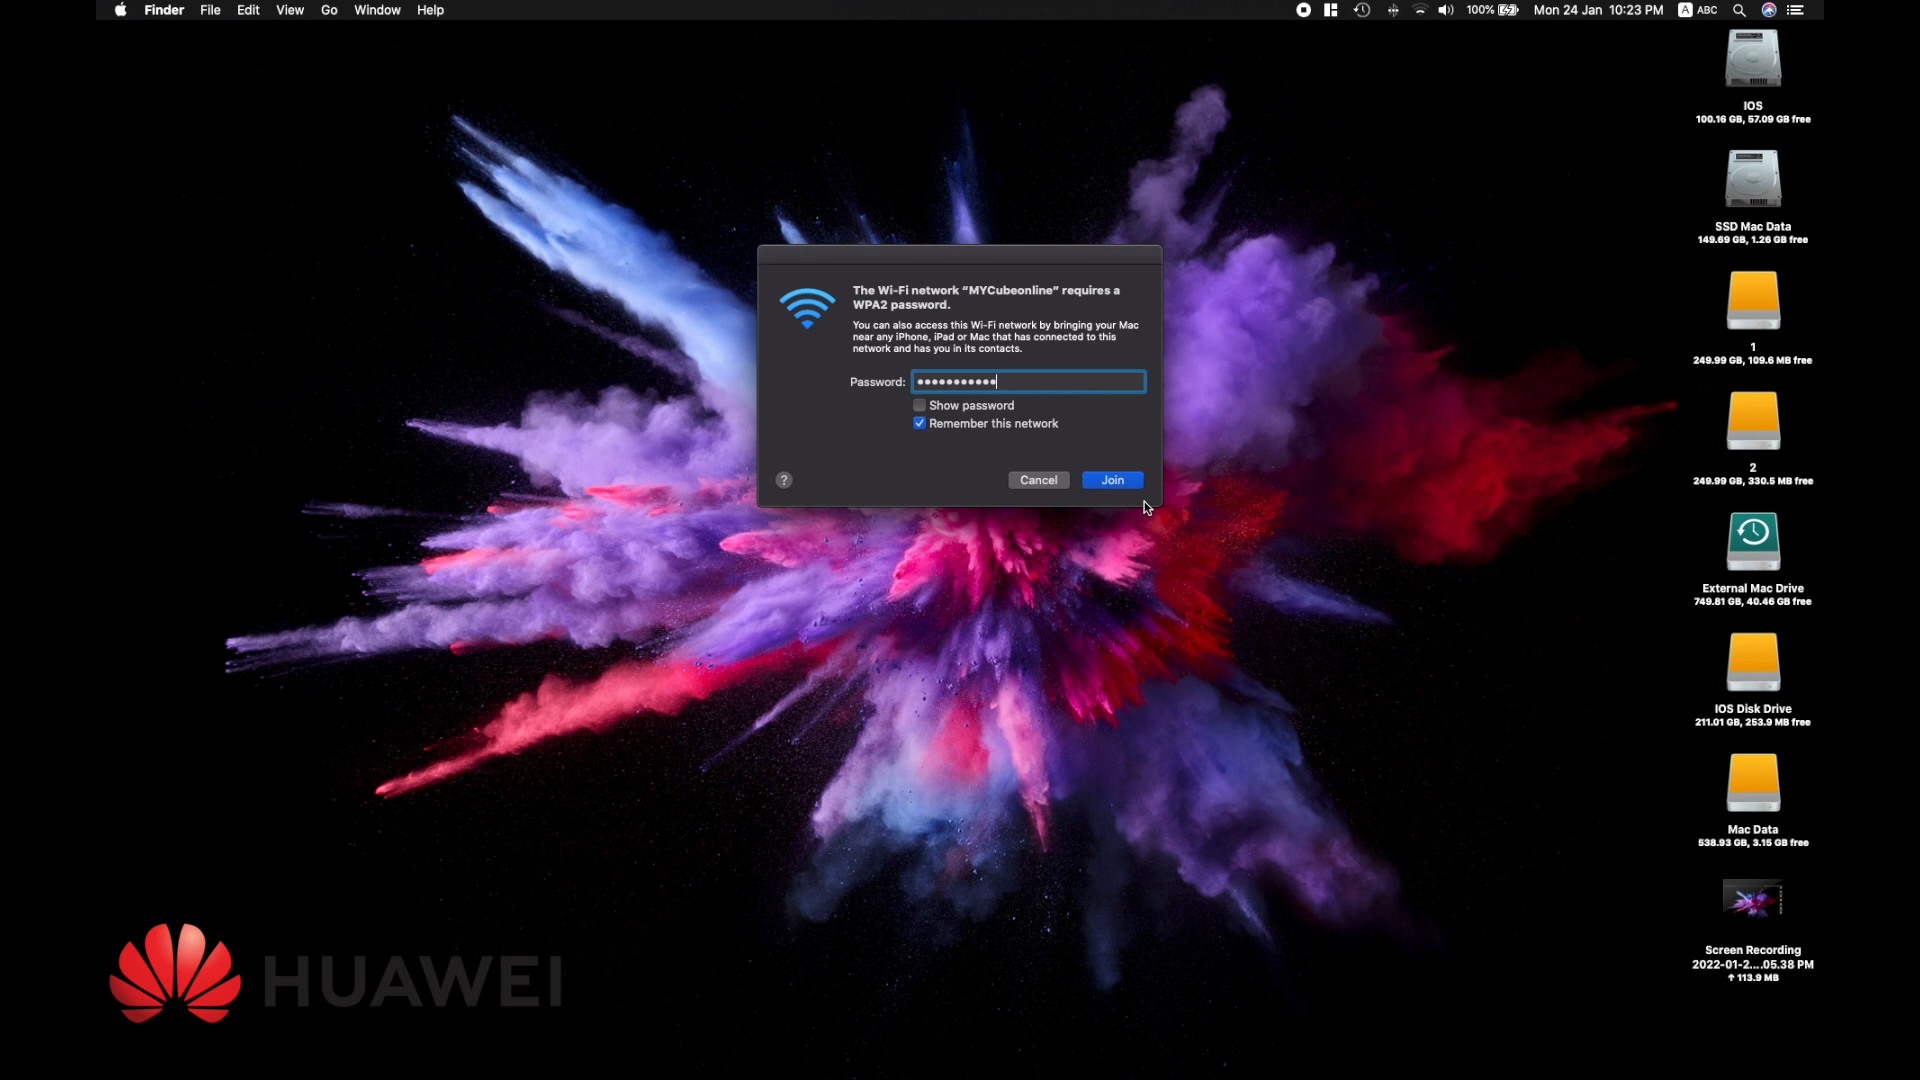 Finder File Edit View Go Window Help
100% Mon 24 Jan 10:23 PM A ABC
IOS
100.16 GB, 57.09 GB free
SSD Mac Data
149.69 GB, 1.26 GB free
1
249.99 GB, 109.6 MB free
2
249.99 GB, 330.5 MB free
External Mac Drive
749.81 GB, 40.46 GB free
IOS Disk Drive
211.01 GB, 253.9 MB free
Mac Data
538.93 GB, 3.15 GB free
Screen Recording
2022-01-2....05.38 PM
↑ 113.9 MB
The Wi-Fi network “MYCubeonline” requires a
WPA2 password.
You can also access this Wi-Fi network by bringing your Mac
near any iPhone, iPad or Mac that has connected to this
network and has you in its contacts.
Password: •••••••••••
Show password
Remember this network
? Cancel Join
HUAWEI